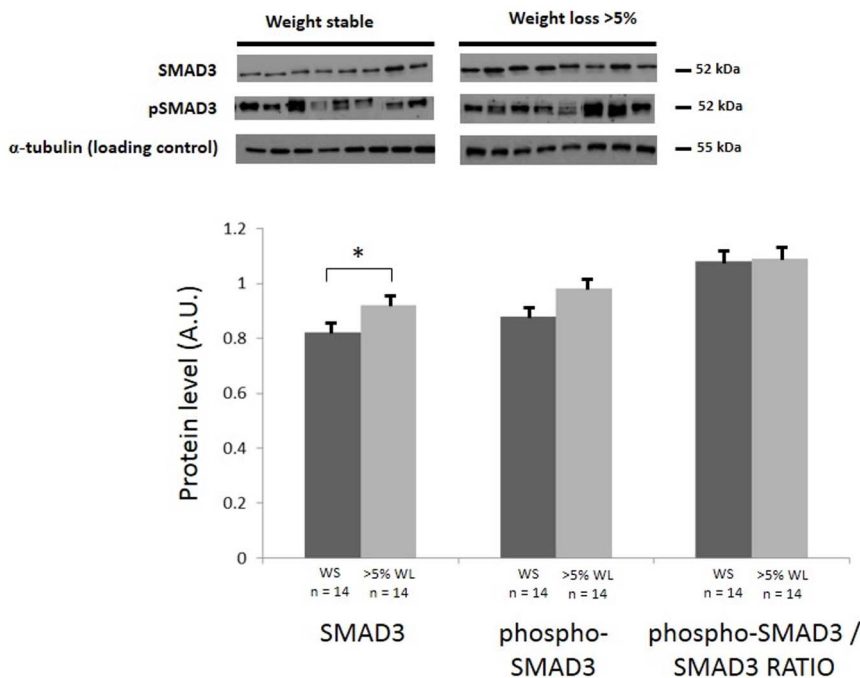 Weight stable
Weight loss >5%
SMAD3
52 kDa
pSMAD3
52 kDa
α-tubulin (loading control)
55 kDa
Protein level (A.U.)
1.2
1
0.8
0.6
0.4
0.2
0
*
WS >5% WL WS >5% WL WS >5% WL
n = 14 n = 14 n = 14 n = 14 n = 14 n = 14
SMAD3
phospho-
SMAD3
phospho-SMAD3 /
SMAD3 RATIO